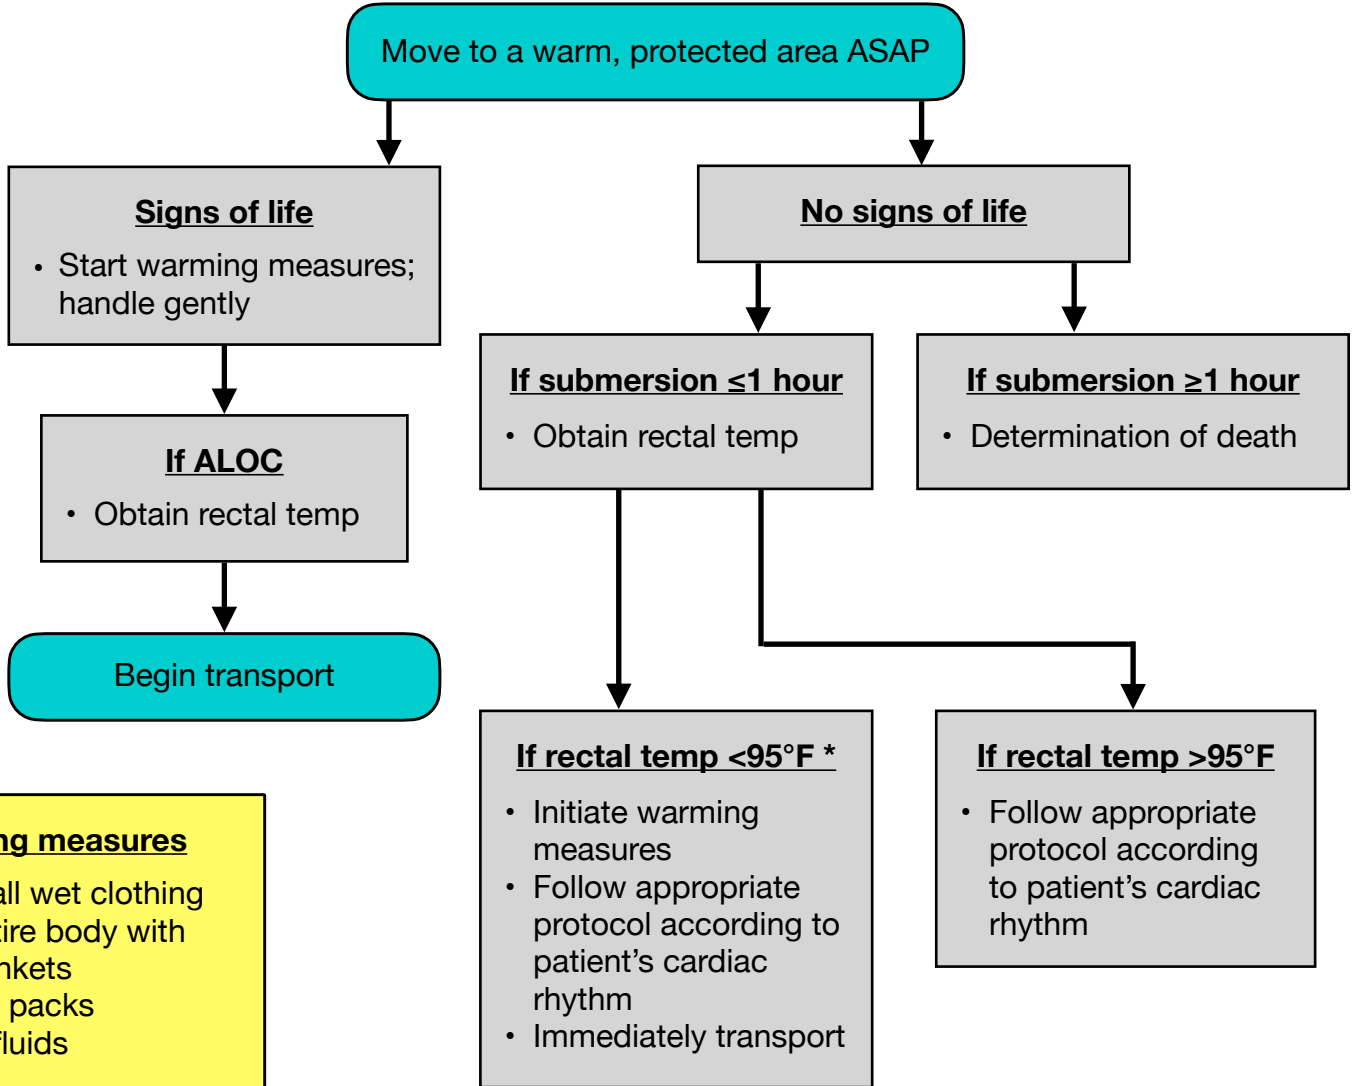 Move to a warm, protected area ASAP
Signs of life
• Start warming measures;
handle gently
No signs of life
If submersion ≤1 hour
• Obtain rectal temp
If submersion ≥1 hour
• Determination of death
If ALOC
• Obtain rectal temp
Begin transport
If rectal temp <95°F *
• Initiate warming
measures
• Follow appropriate
protocol according to
patient's cardiac
rhythm
• Immediately transport
If rectal temp >95°F
• Follow appropriate
protocol according
to patient's cardiac
rhythm
measures
all wet clothing
body with
packs
fluids